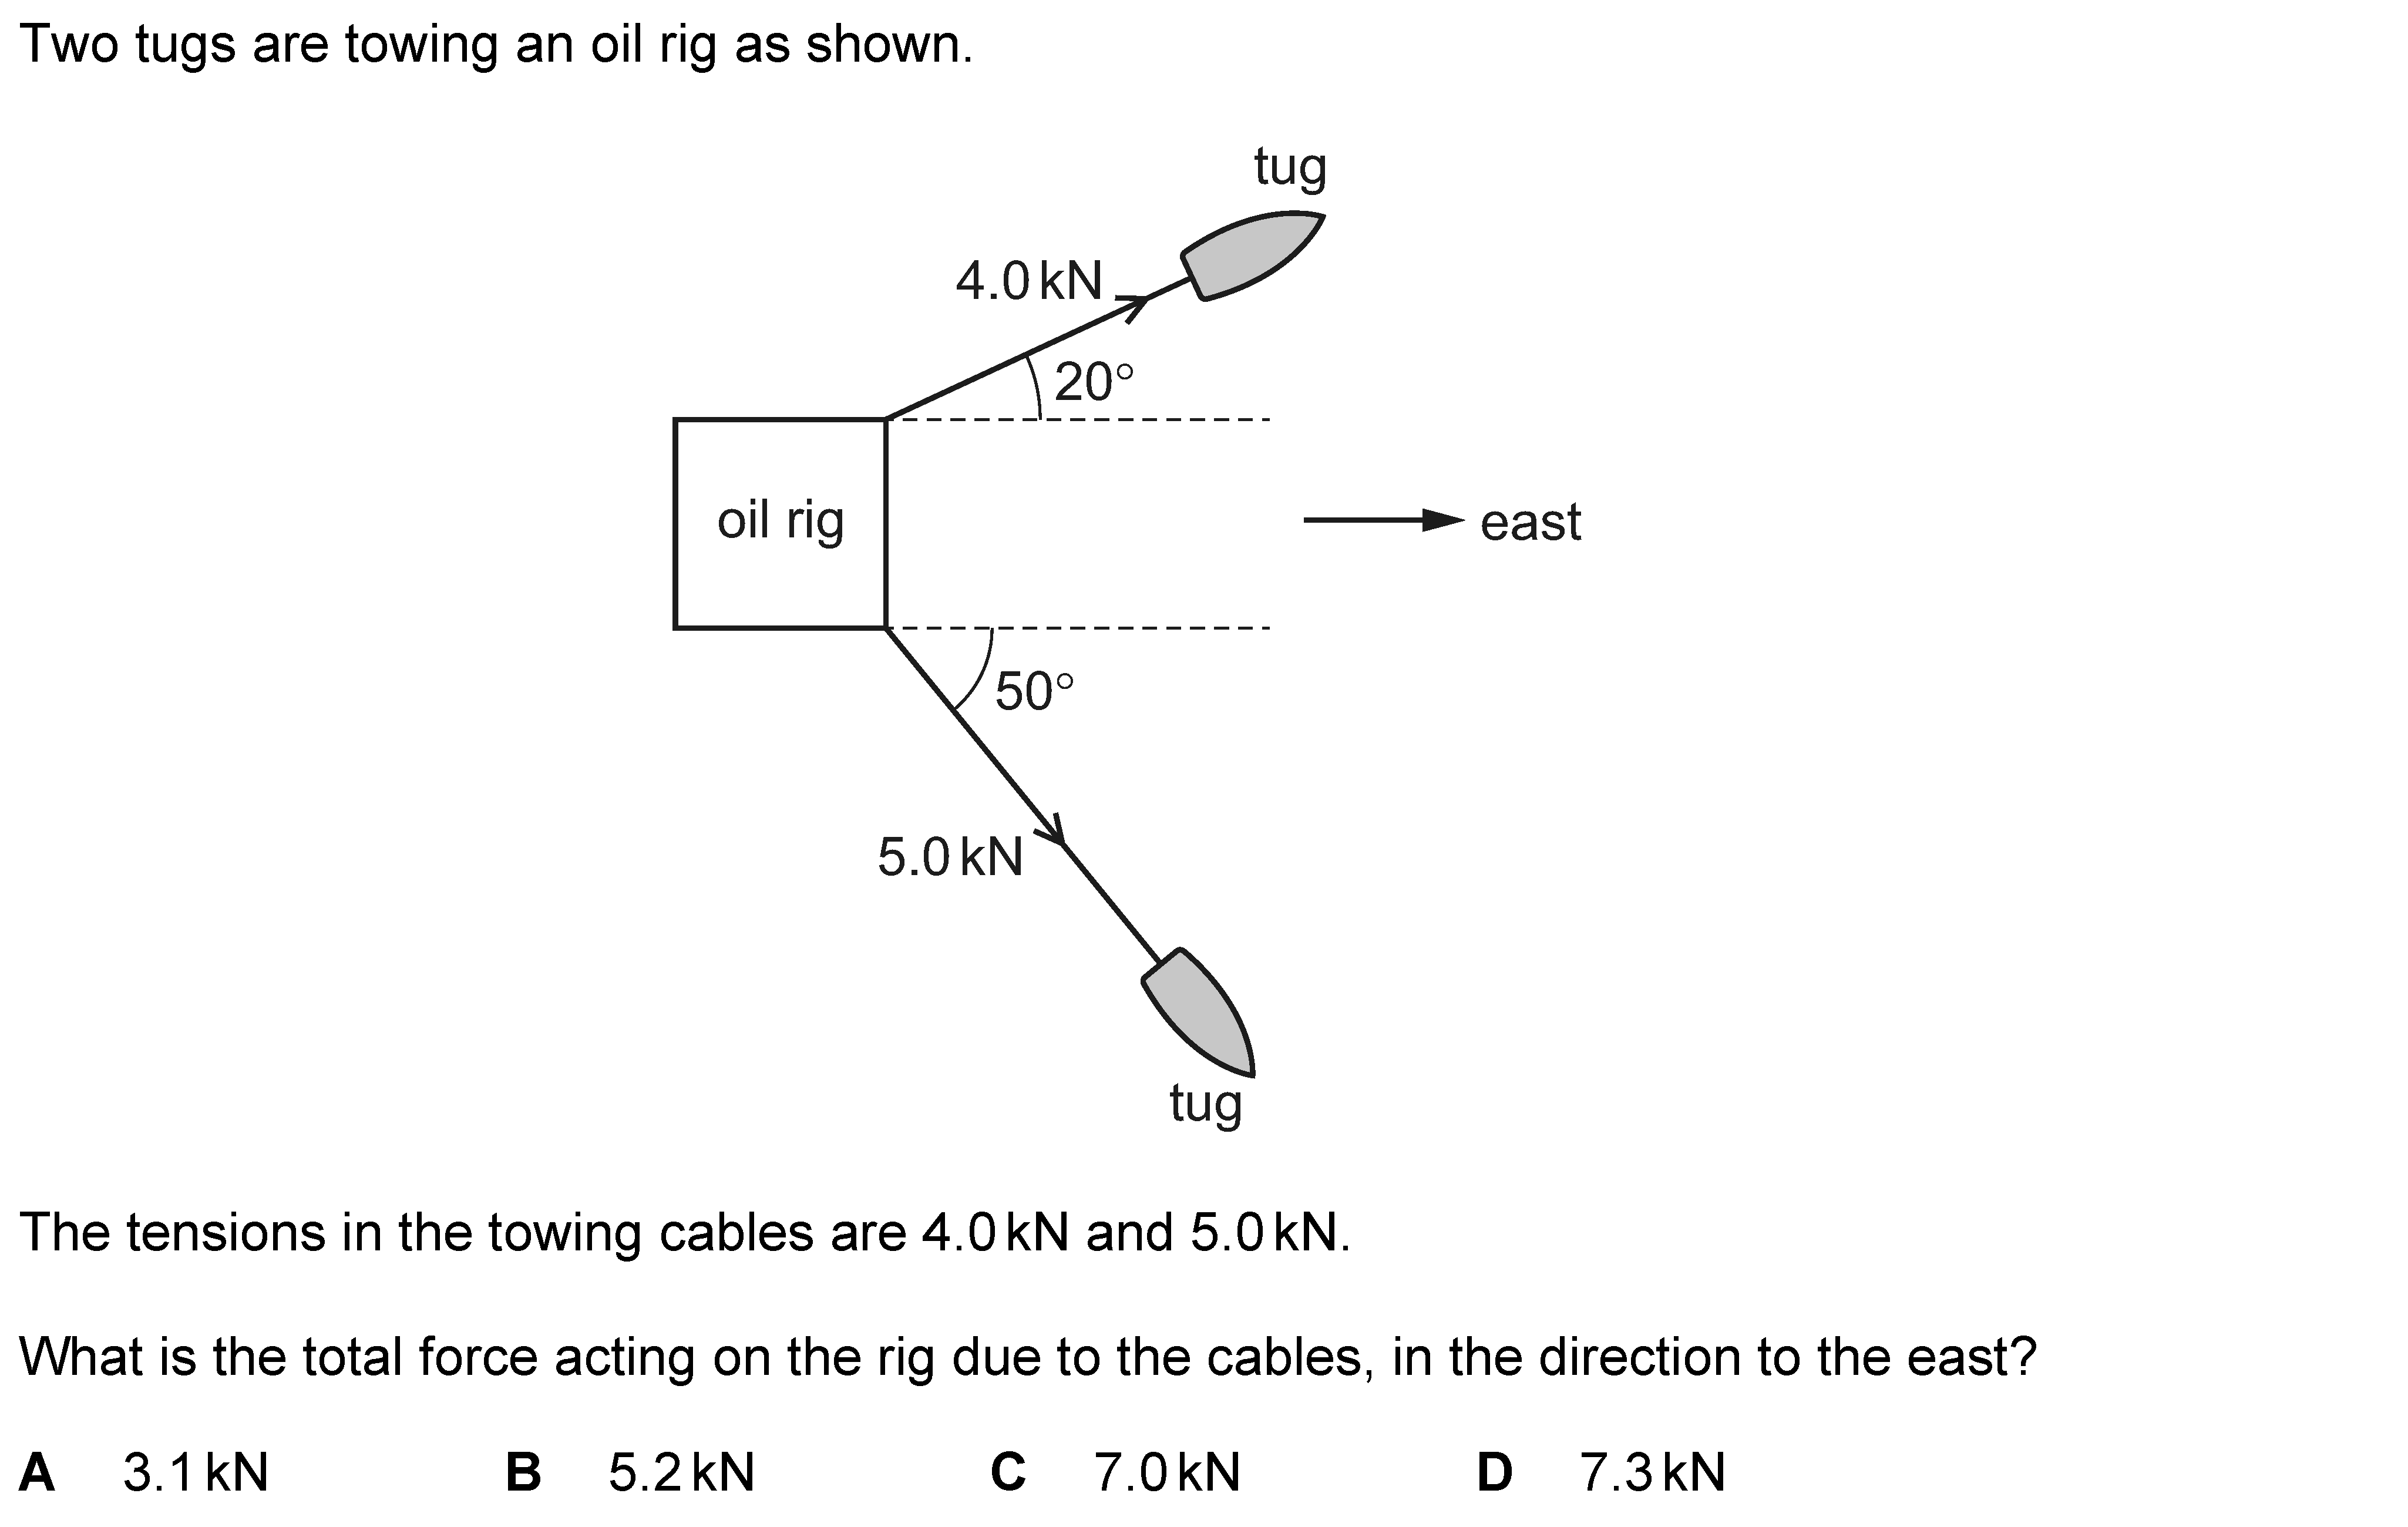 Two tugs are towing an oil rig as shown.
tug
4.0 kN
20°
oil rig
east
50°
5.0 kN
tug
The tensions in the towing cables are 4.0 kN and 5.0 kN.
What is the total force acting on the rig due to the cables, in the direction to the east?
A 3.1 kN B 5.2 kN C 7.0 kN D 7.3 kN